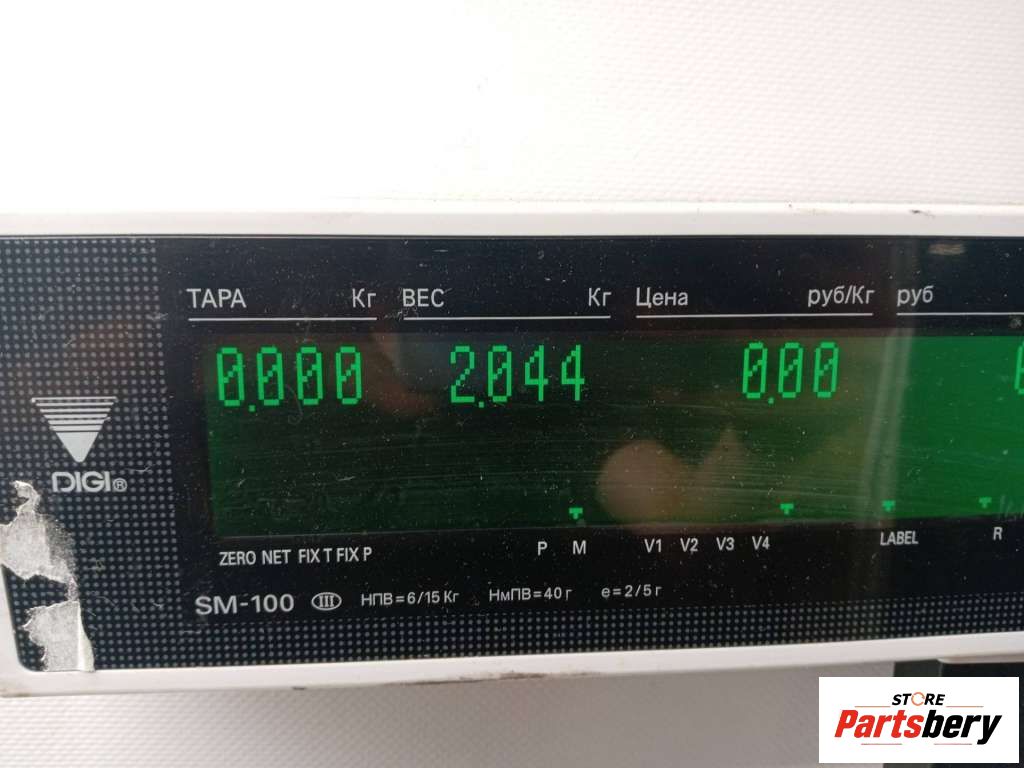 ТАРА Кг ВЕС Кг Цена руб/Кг руб
0.000 2.044 0.00
DIGI®
ZERO NET FIX T FIX P P M V1 V2 V3 V4 LABEL R
SM-100 III НПВ=6/15 Кг НмПВ=40 г e=2/5 г
STORE
Partsbery